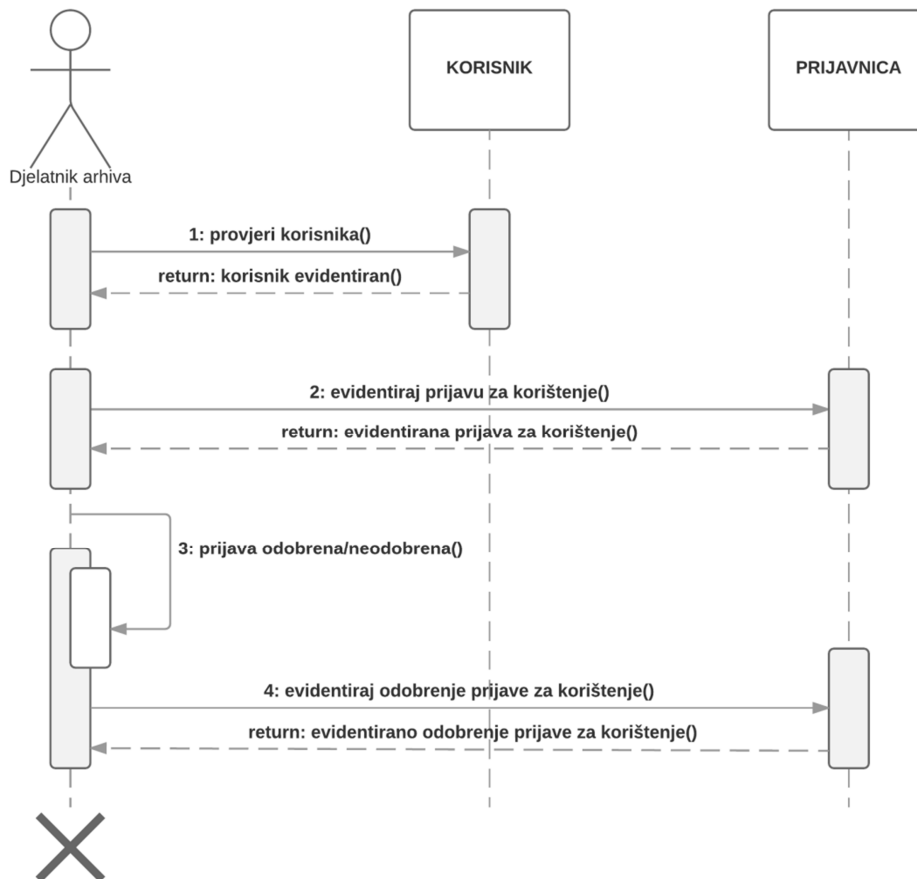 KORISNIK
PRIJAVNICA
Djelatnik arhiva
1: provjeri korisnika()
return: korisnik evidentiran()
2: evidentiraj prijavu za korištenje()
return: evidentirana prijava za korištenje()
3: prijava odobrena/neodobrena()
4: evidentiraj odobrenje prijave za korištenje()
return: evidentirano odobrenje prijave za korištenje()